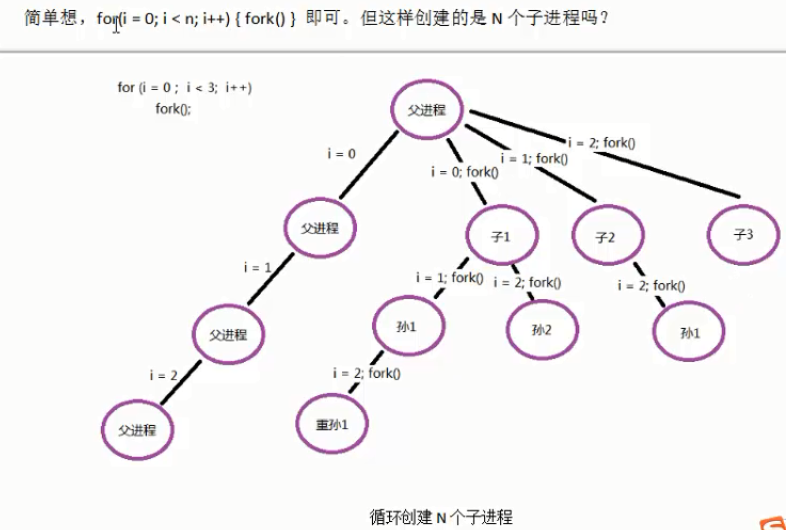 简单想，for(i = 0; i < n; i++) { fork() } 即可。但这样创建的是 N 个子进程吗？
for (i = 0 ; i < 3; i++)
fork();
父进程
i = 0
i = 0; fork()
i = 1; fork()
i = 2; fork()
父进程
子1
子2
子3
i = 1
i = 1; fork()
i = 2; fork()
i = 2; fork()
父进程
孙1
孙2
孙1
i = 2
i = 2; fork()
父进程
重孙1
循环创建 N 个子进程